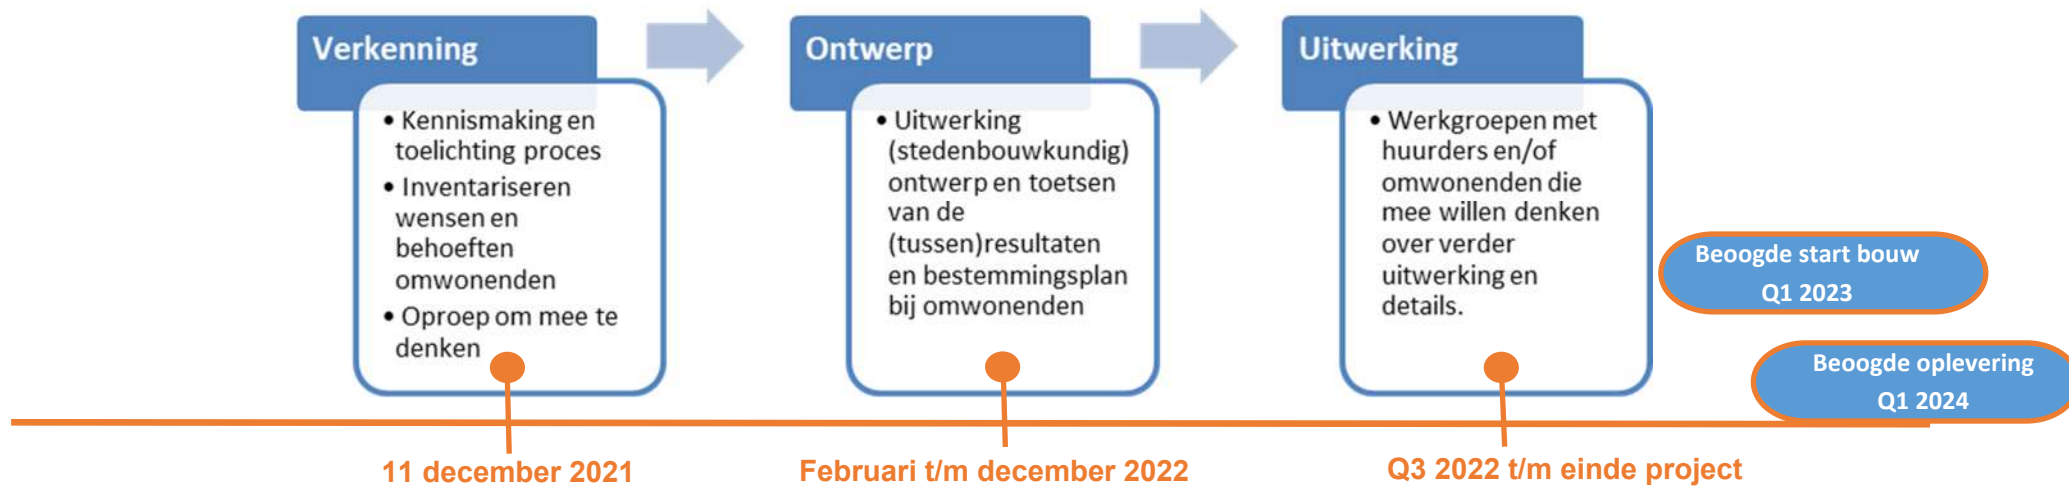 Verkenning
• Kennismaking en
toelichting proces
• Inventariseren
wensen en
behoeften
omwonenden
• Oproep om mee te
denken
Ontwerp
• Uitwerking
(stedenbouwkundig)
ontwerp en toetsen
van de
(tussen)resultaten
en bestemmingsplan
bij omwonenden
Uitwerking
• Werkgroepen met
huurders en/of
omwonenden die
mee willen denken
over verder
uitwerking en
details.
Beoogde start bouw
Q1 2023
Beoogde oplevering
Q1 2024
11 december 2021
Februari t/m december 2022
Q3 2022 t/m einde project